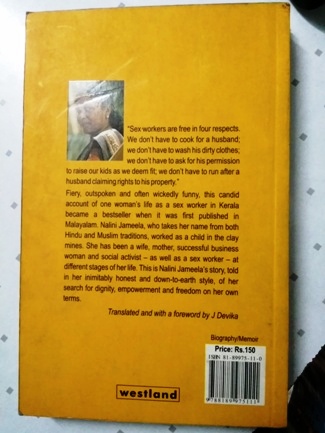 "Sex workers are free in four respects.
We don't have to cook for a husband;
we don't have to wash his dirty clothes;
we don't have to ask for his permission
to raise our kids as we deem fit; we don't have to run after a
husband claiming rights to his property."
Fiery, outspoken and often wickedly funny, this candid
account of one woman's life as a sex worker in Kerala
became a bestseller when it was first published in
Malayalam. Nalini Jameela, who takes her name from both
Hindu and Muslim traditions, worked as a child in the clay
mines. She has been a wife, mother, successful business
woman and social activist – as well as a sex worker – at
different stages of her life. This is Nalini Jameela's story, told
in her inimitably honest and down-to-earth style, of her
search for dignity, empowerment and freedom on her own
terms.
Translated and with a foreword by J Devika
Biography/Memoir
Price: Rs.150
ISBN 81-89975-11-0
9 788189 975111
westland